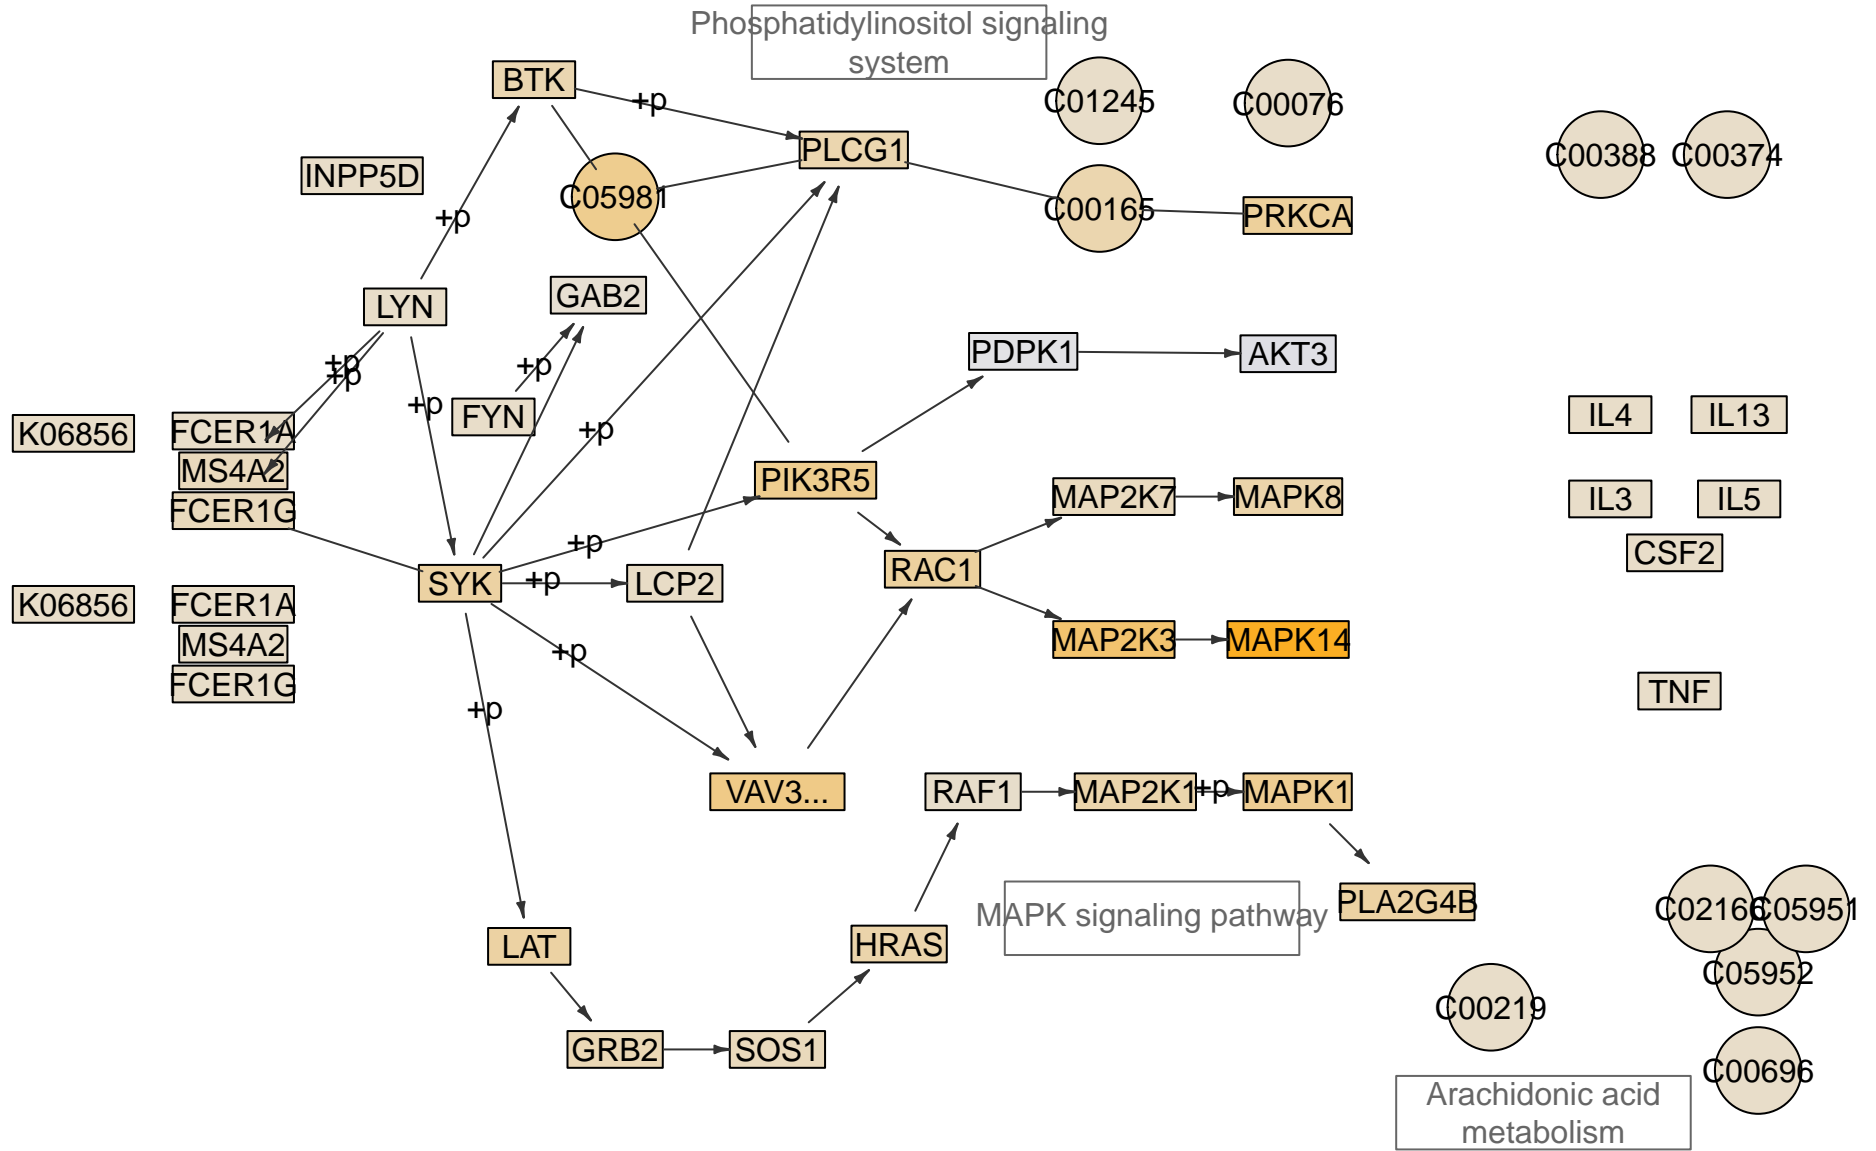 Phosphatidylinositol signaling
system
BTK
+p
C01245
C00076
PLCG1
C00388
C00374
INPP5D
C05981
C00165
PRKCA
+p
LYN
GAB2
PDPK1
AKT3
+p
+p
+p
+p
FYN
+p
K06856
FCER1A
MS4A2
FCER1G
IL4
IL13
PIK3R5
MAP2K7
MAPK8
IL3
IL5
+p
CSF2
SYK
+p
LCP2
RAC1
K06856
FCER1A
MS4A2
FCER1G
+p
MAP2K3
MAPK14
TNF
+p
VAV3...
RAF1
MAP2K1
+p
MAPK1
MAPK signaling pathway
PLA2G4B
C02166
C05951
LAT
HRAS
C05952
C00219
GRB2
SOS1
C00696
Arachidonic acid
metabolism